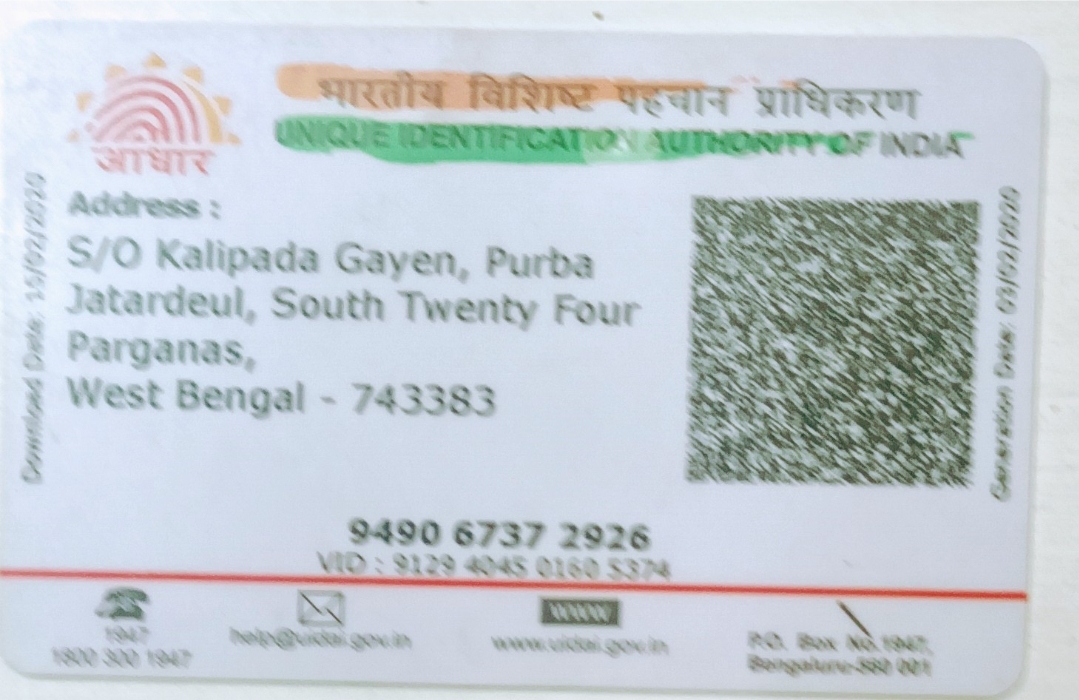 भारतीय विशिष्ट पहचान प्राधिकरण
UNIQUE IDENTIFICATION AUTHORITY OF INDIA
आधार
Download Date: 15/02/2020
Address :
S/O Kalipada Gayen, Purba
Jatardeul, South Twenty Four
Parganas,
West Bengal - 743383
Generation Date: 03/02/2020
9490 6737 2926
VID : 9129 4045 0160 5374
1947
1800 300 1947
help@uidai.gov.in
www
www.uidai.gov.in
P.O. Box No.1947,
Bengaluru-560 001